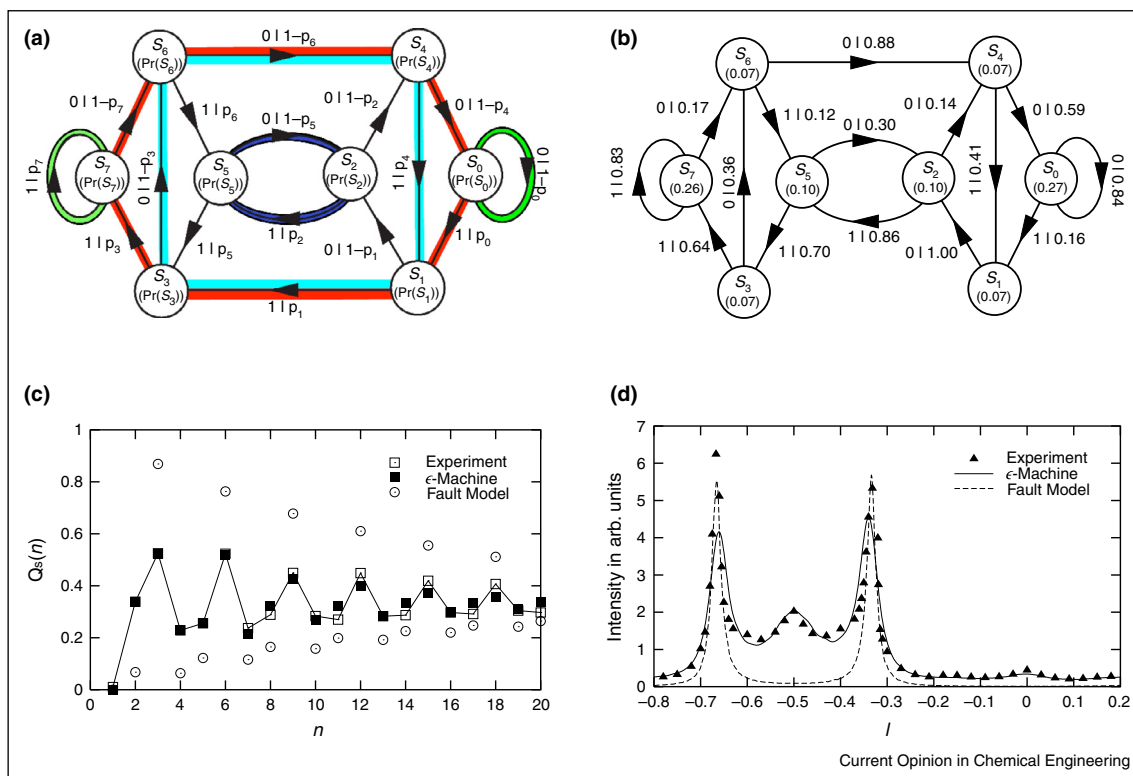 (a)
S6
(Pr(S6))
0 | 1–p6
S4
(Pr(S4))
0 | 1–p7
1 | p6
0 | 1–p2
0 | 1–p4
0 | 1–p5
1 | p7
S7
(Pr(S7))
0 | 1–p3
S5
(Pr(S5))
S2
(Pr(S2))
1 | p4
S0
(Pr(S0))
0 | 1–p0
1 | p3
1 | p5
1 | p2
0 | 1–p1
1 | p0
S3
(Pr(S3))
S1
(Pr(S1))
1 | p1
(b)
S6
(0.07)
0 | 0.88
S4
(0.07)
0 | 0.17
1 | 0.12
0 | 0.14
0 | 0.59
0 | 0.30
1 | 0.83
S7
(0.26)
0 | 0.36
S5
(0.10)
S2
(0.10)
1 | 0.41
S0
(0.27)
0 | 0.84
1 | 0.64
1 | 0.70
1 | 0.86
0 | 1.00
1 | 0.16
S3
(0.07)
S1
(0.07)
(c)
Qs(n)
1
0.8
0.6
0.4
0.2
0
Experiment
ϵ-Machine
Fault Model
0 2 4 6 8 10 12 14 16 18 20
n
(d)
Intensity in arb. units
7
6
5
4
3
2
1
0
Experiment
ϵ-Machine
Fault Model
–0.8 –0.7 –0.6 –0.5 –0.4 –0.3 –0.2 –0.1 0 0.1 0.2
l
Current Opinion in Chemical Engineering